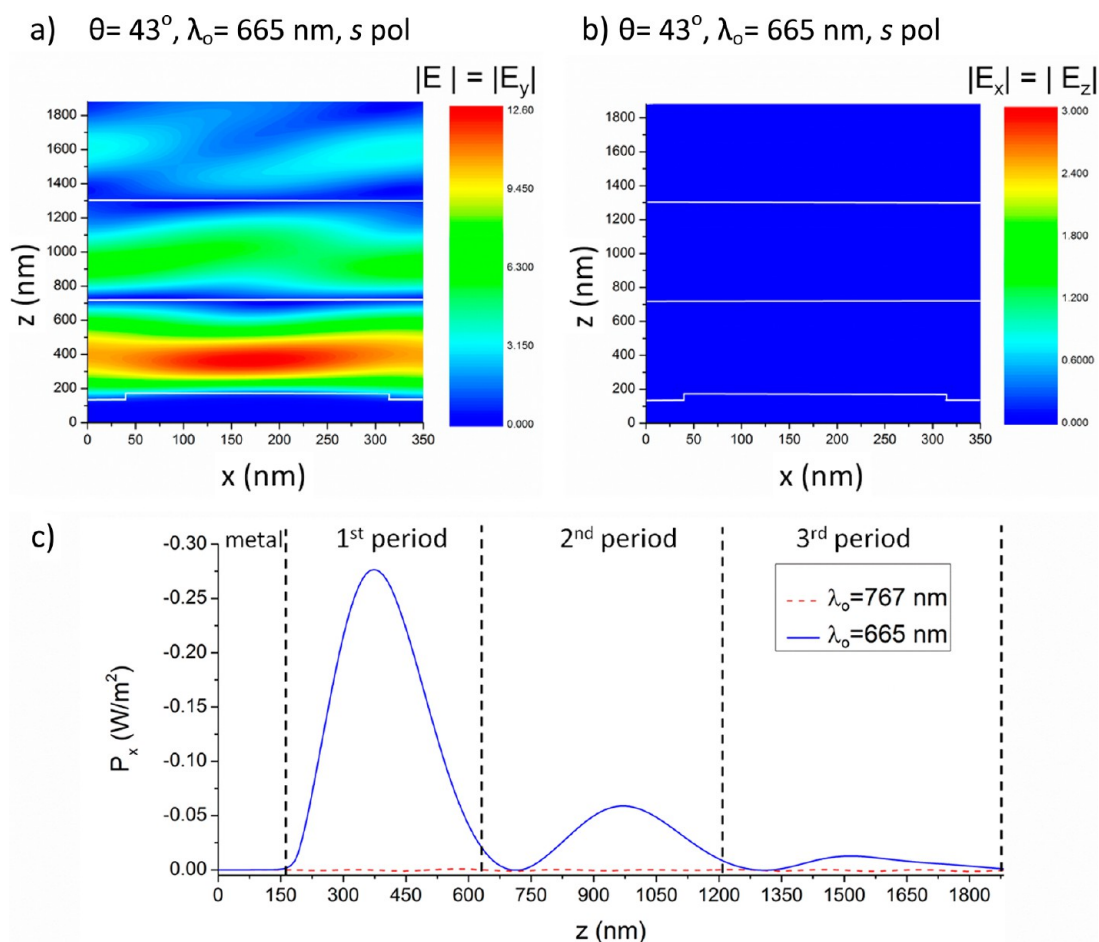 a) θ= 43°, λₒ= 665 nm, s pol
|E | = |E_y|
12.60
9.450
6.300
3.150
0.000
1800
1600
1400
1200
1000
800
600
400
200
0
z (nm)
0 50 100 150 200 250 300 350
x (nm)
b) θ= 43°, λₒ= 665 nm, s pol
|Eₓ| = | E_z|
3.000
2.400
1.800
1.200
0.6000
0.000
1800
1600
1400
1200
1000
800
600
400
200
0
z (nm)
0 50 100 150 200 250 300 350
x (nm)
c)
metal 1st period 2nd period 3rd period
-0.30
-0.25
-0.20
-0.15
-0.10
-0.05
0.00
Pₓ (W/m²)
λₒ=767 nm
λₒ=665 nm
0 150 300 450 600 750 900 1050 1200 1350 1500 1650 1800
z (nm)